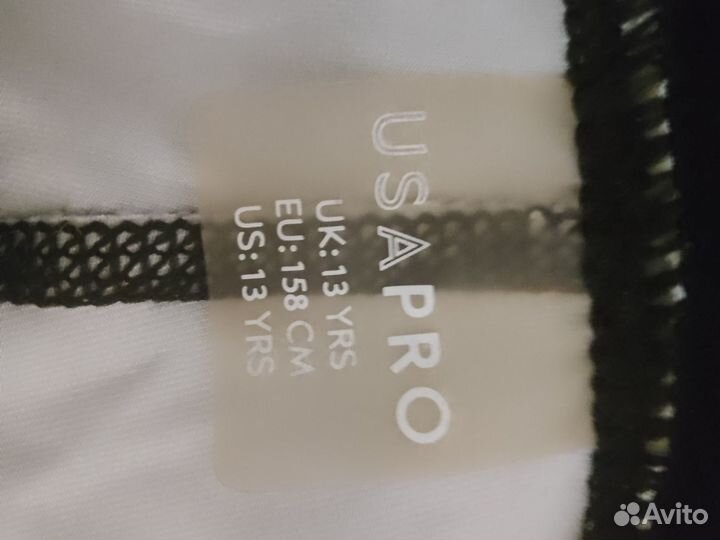 USAPRO
UK: 13 YRS
EU: 158 CM
US: 13 YRS
Avito